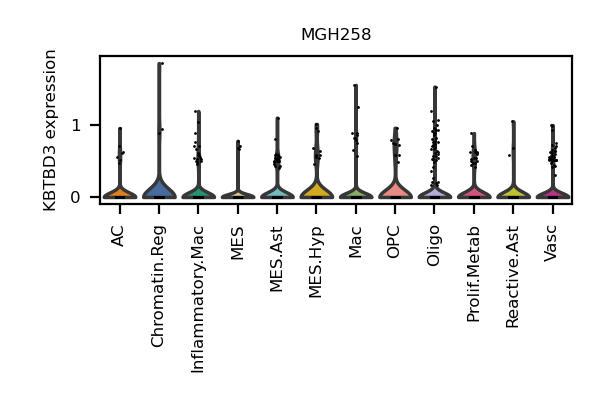 MGH258
KBTBD3 expression
1
0
AC
Chromatin.Reg
Inflammatory.Mac
MES
MES.Ast
MES.Hyp
Mac
OPC
Oligo
Prolif.Metab
Reactive.Ast
Vasc